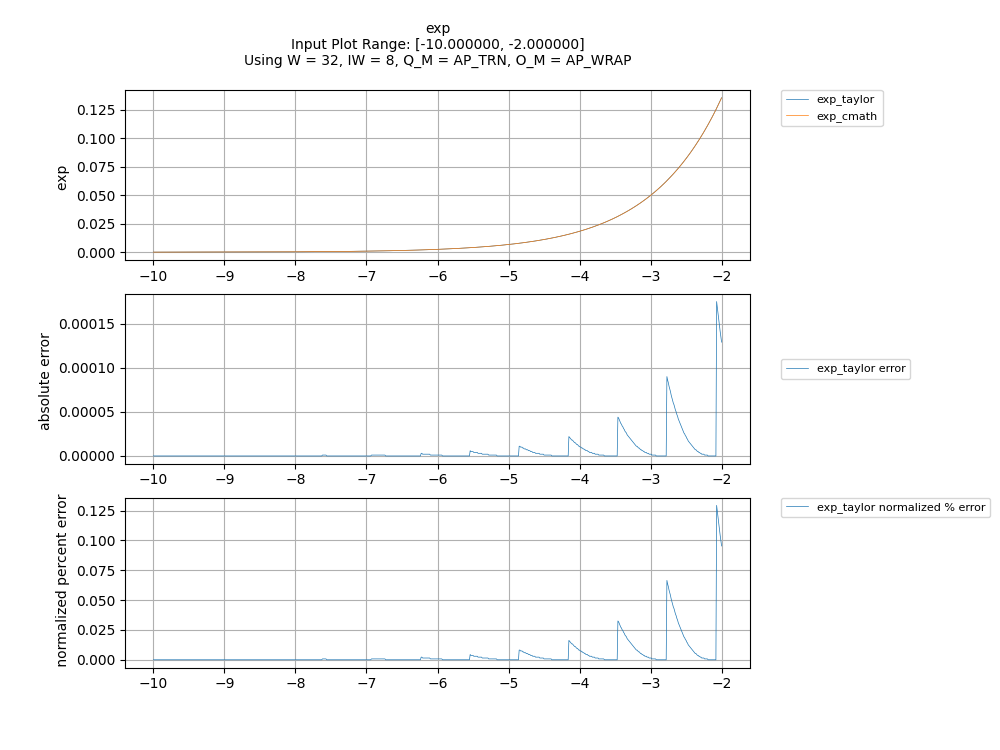 exp
Input Plot Range: [-10.000000, -2.000000]
Using W = 32, IW = 8, Q_M = AP_TRN, O_M = AP_WRAP
exp
0.125
0.100
0.075
0.050
0.025
0.000
−10 −9 −8 −7 −6 −5 −4 −3 −2
exp_taylor
exp_cmath
absolute error
0.00015
0.00010
0.00005
0.00000
−10 −9 −8 −7 −6 −5 −4 −3 −2
exp_taylor error
normalized percent error
0.125
0.100
0.075
0.050
0.025
0.000
−10 −9 −8 −7 −6 −5 −4 −3 −2
exp_taylor normalized % error